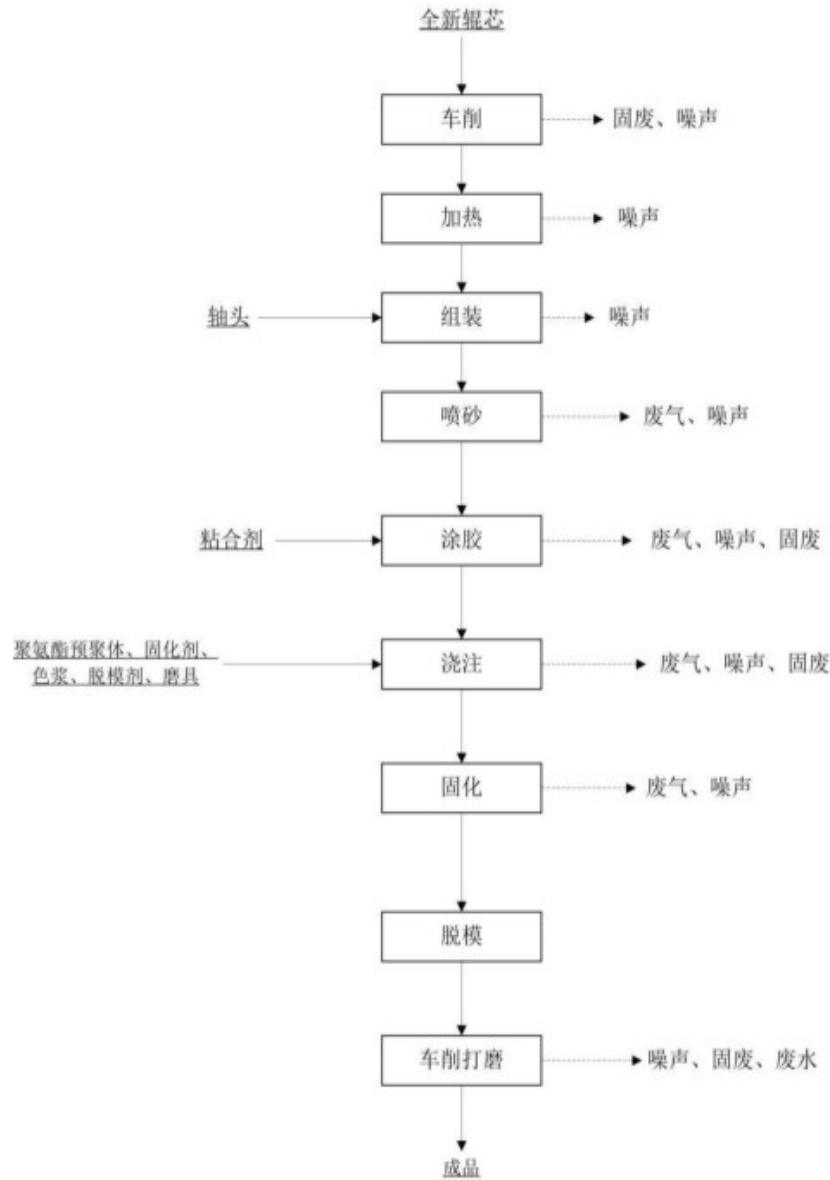 全新辊芯
车削
固废、噪声
加热
噪声
轴头
组装
噪声
喷砂
废气、噪声
粘合剂
涂胶
废气、噪声、固废
聚氨酯预聚体、固化剂、
色浆、脱模剂、磨具
浇注
废气、噪声、固废
固化
废气、噪声
脱模
车削打磨
噪声、固废、废水
成品